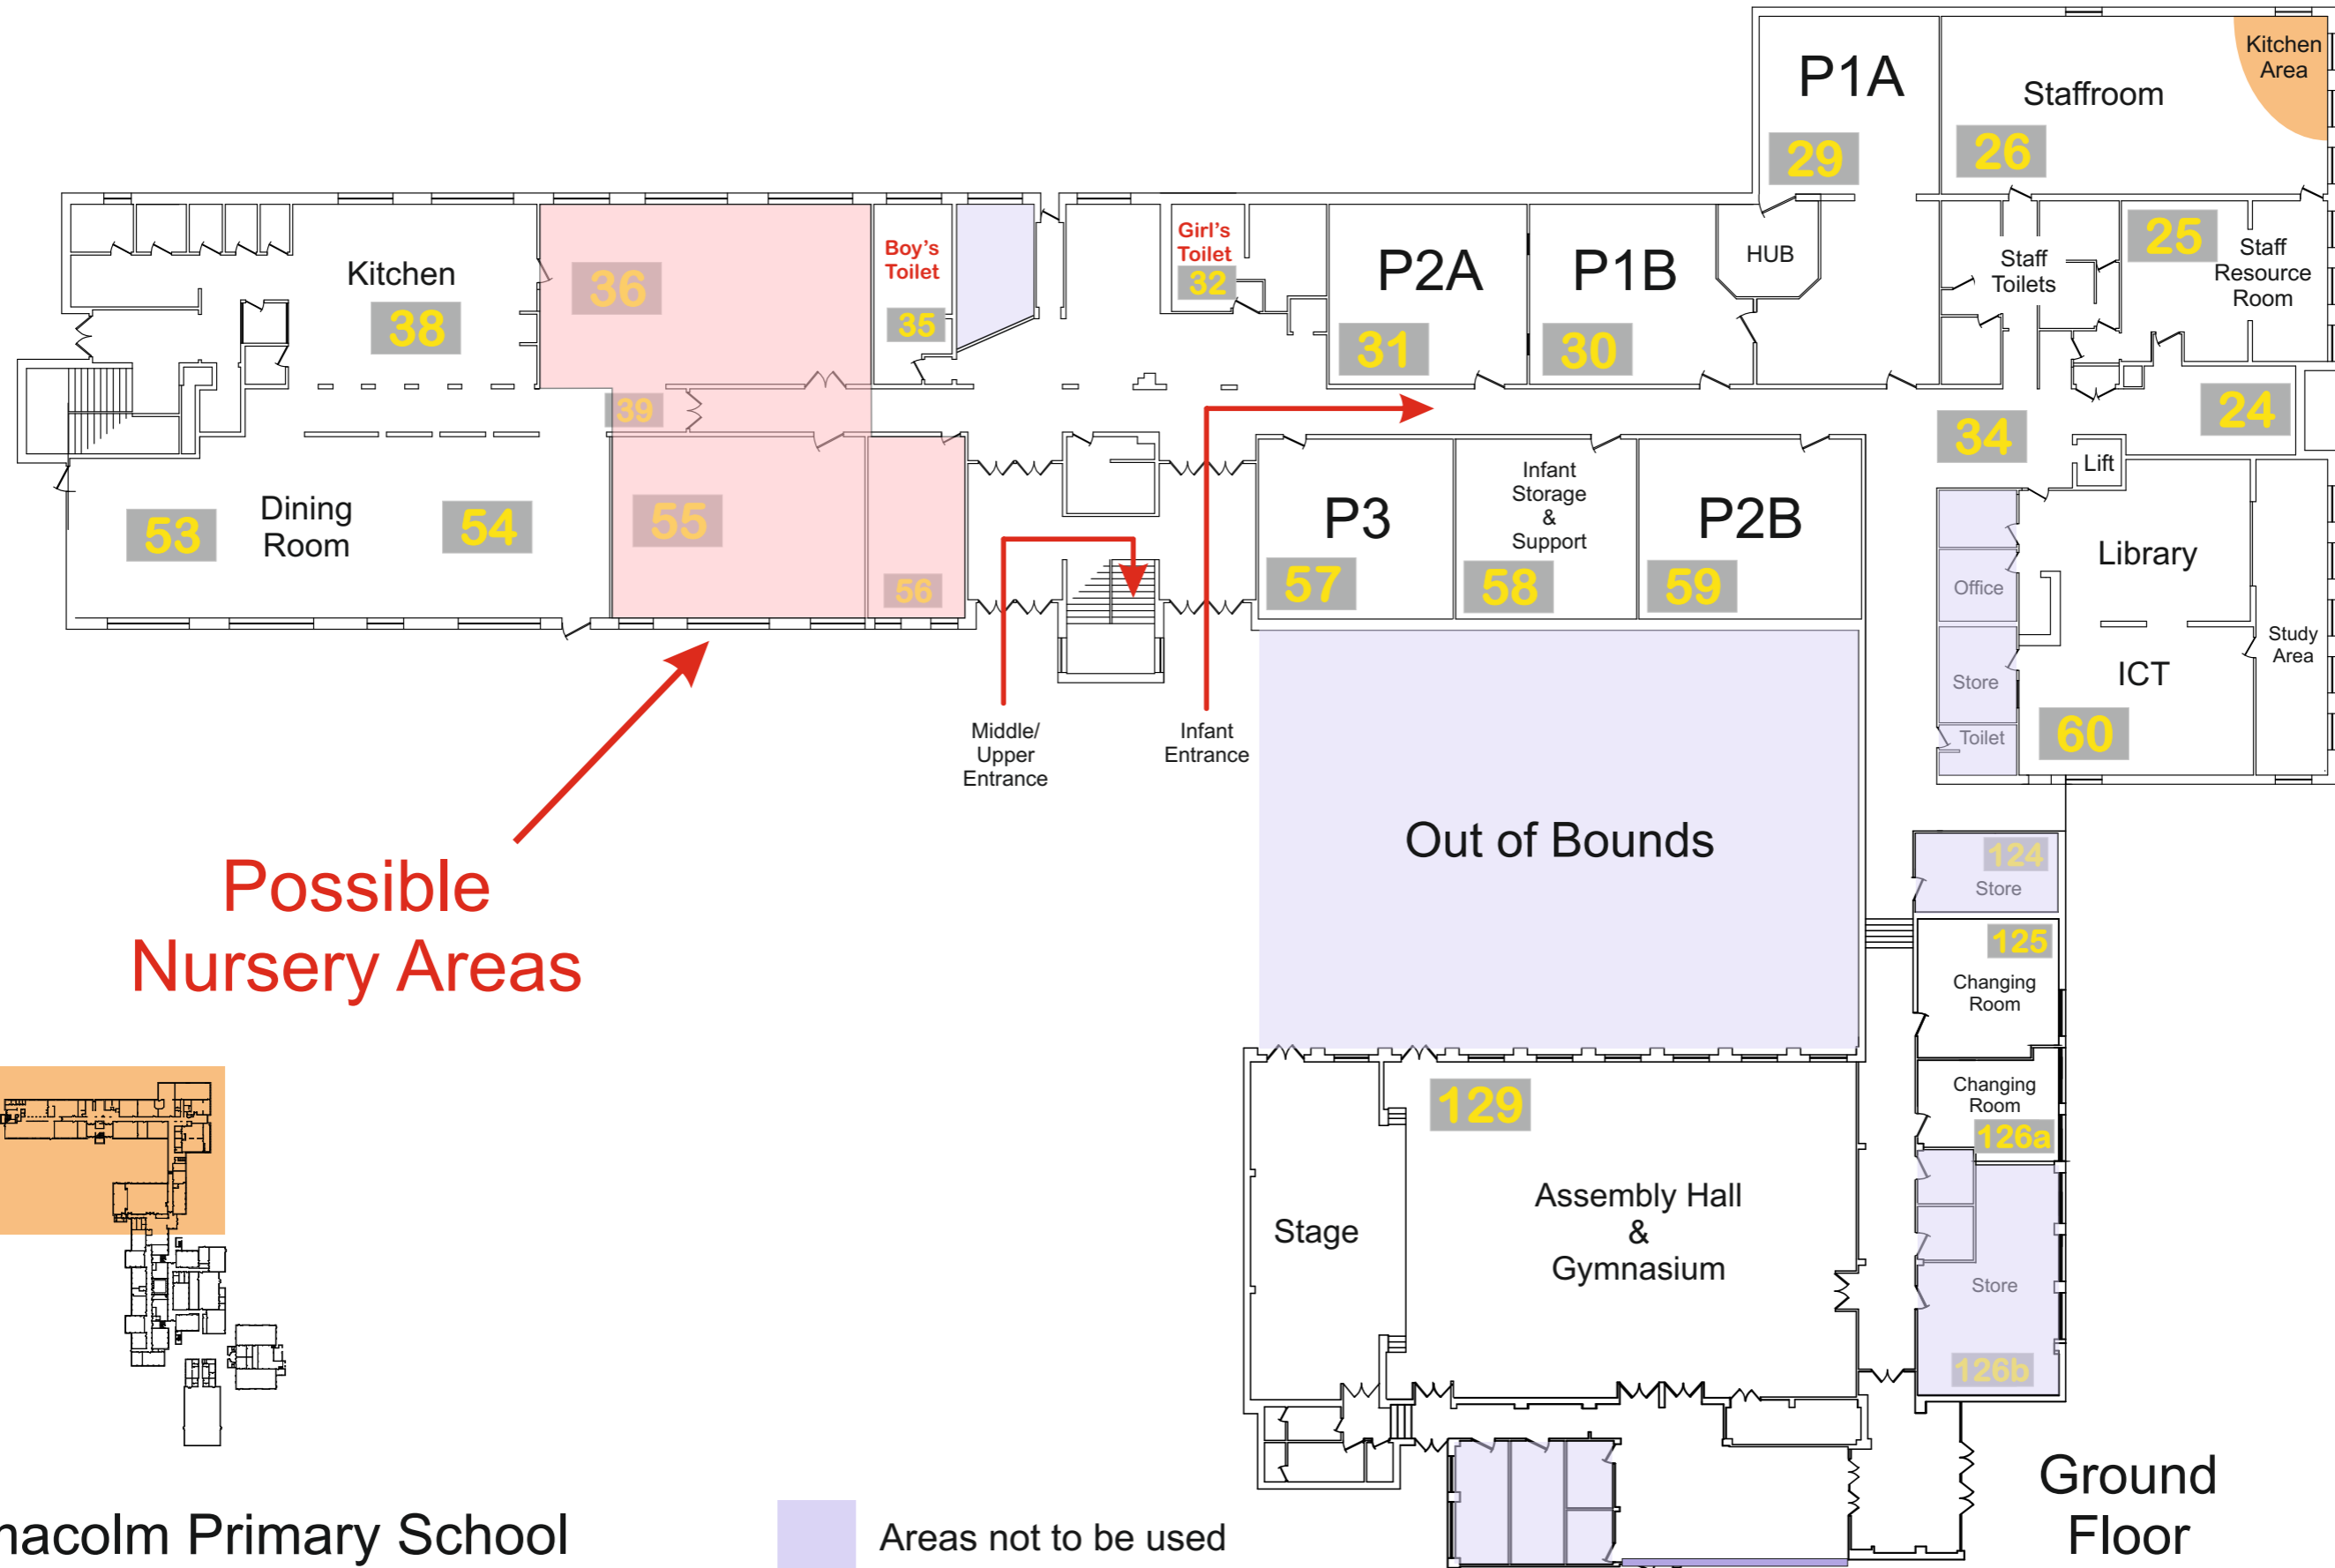 P1A
29
Staffroom
26
Kitchen
Area
Kitchen
38
36
Boy's
Toilet
35
Girl's
Toilet
32
P2A
31
P1B
30
HUB
Staff
Toilets
25
Staff
Resource
Room
39
24
34
Lift
53
Dining
Room
54
55
56
P3
57
Infant
Storage
&
Support
58
P2B
59
Office
Store
Toilet
Library
ICT
60
Study
Area
Middle/
Upper
Entrance
Infant
Entrance
Possible
Nursery Areas
Out of Bounds
124
Store
125
Changing
Room
Changing
Room
126a
129
Stage
Assembly Hall
&
Gymnasium
Store
126b
Ground
Floor
Primary School
Areas not to be used